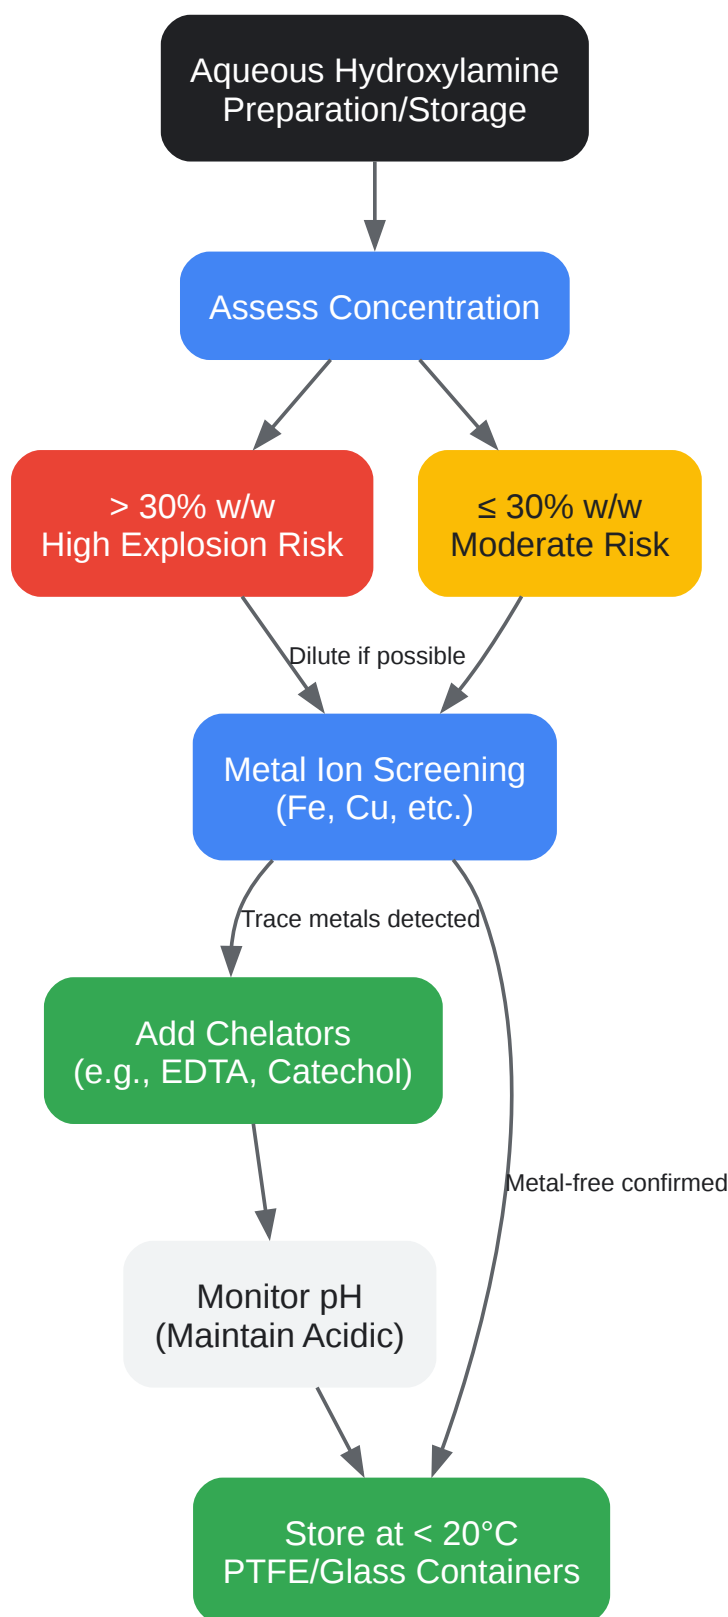 Aqueous Hydroxylamine
Preparation/Storage
Assess Concentration
> 30% w/w
High Explosion Risk
≤ 30% w/w
Moderate Risk
Dilute if possible
Metal Ion Screening
(Fe, Cu, etc.)
Trace metals detected
Add Chelators
(e.g., EDTA, Catechol)
Metal-free confirmed
Monitor pH
(Maintain Acidic)
Store at < 20°C
PTFE/Glass Containers